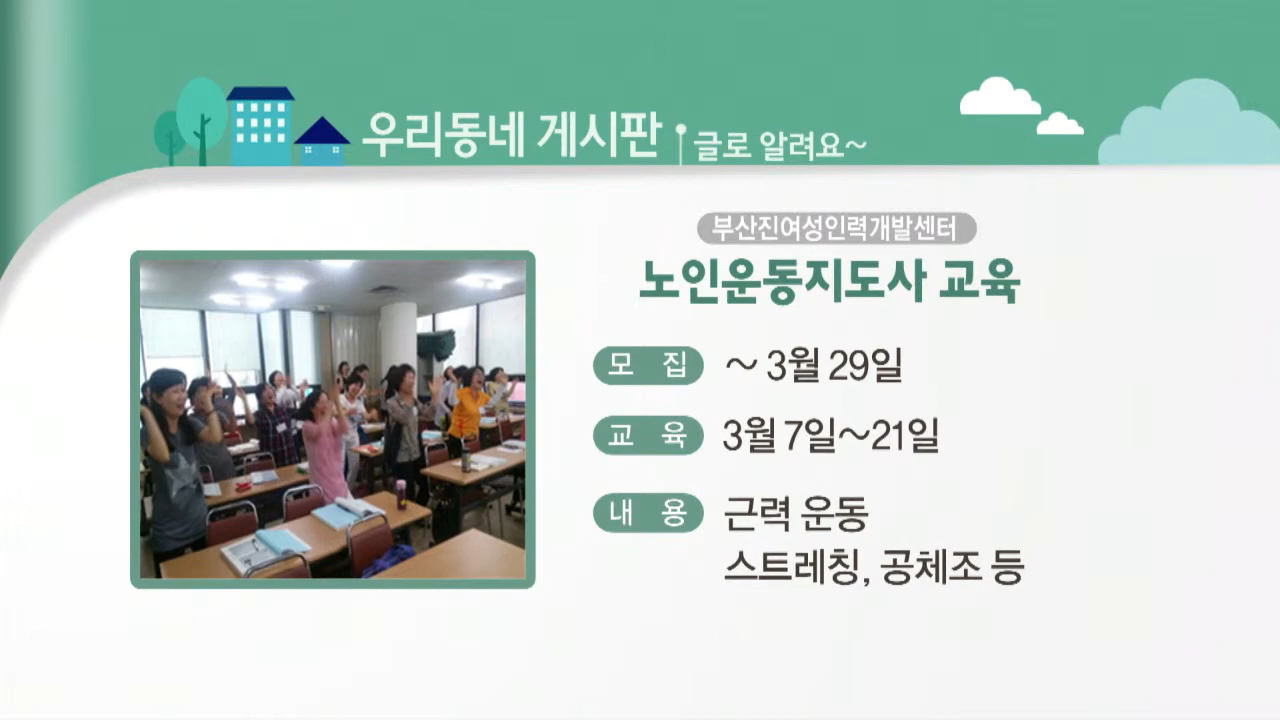 우리동네 게시판 글로 알려요~
부산진여성인력개발센터
노인운동지도사 교육
모 집 ~ 3월 29일
교 육 3월 7일~21일
내 용 근력 운동
스트레칭, 공체조 등